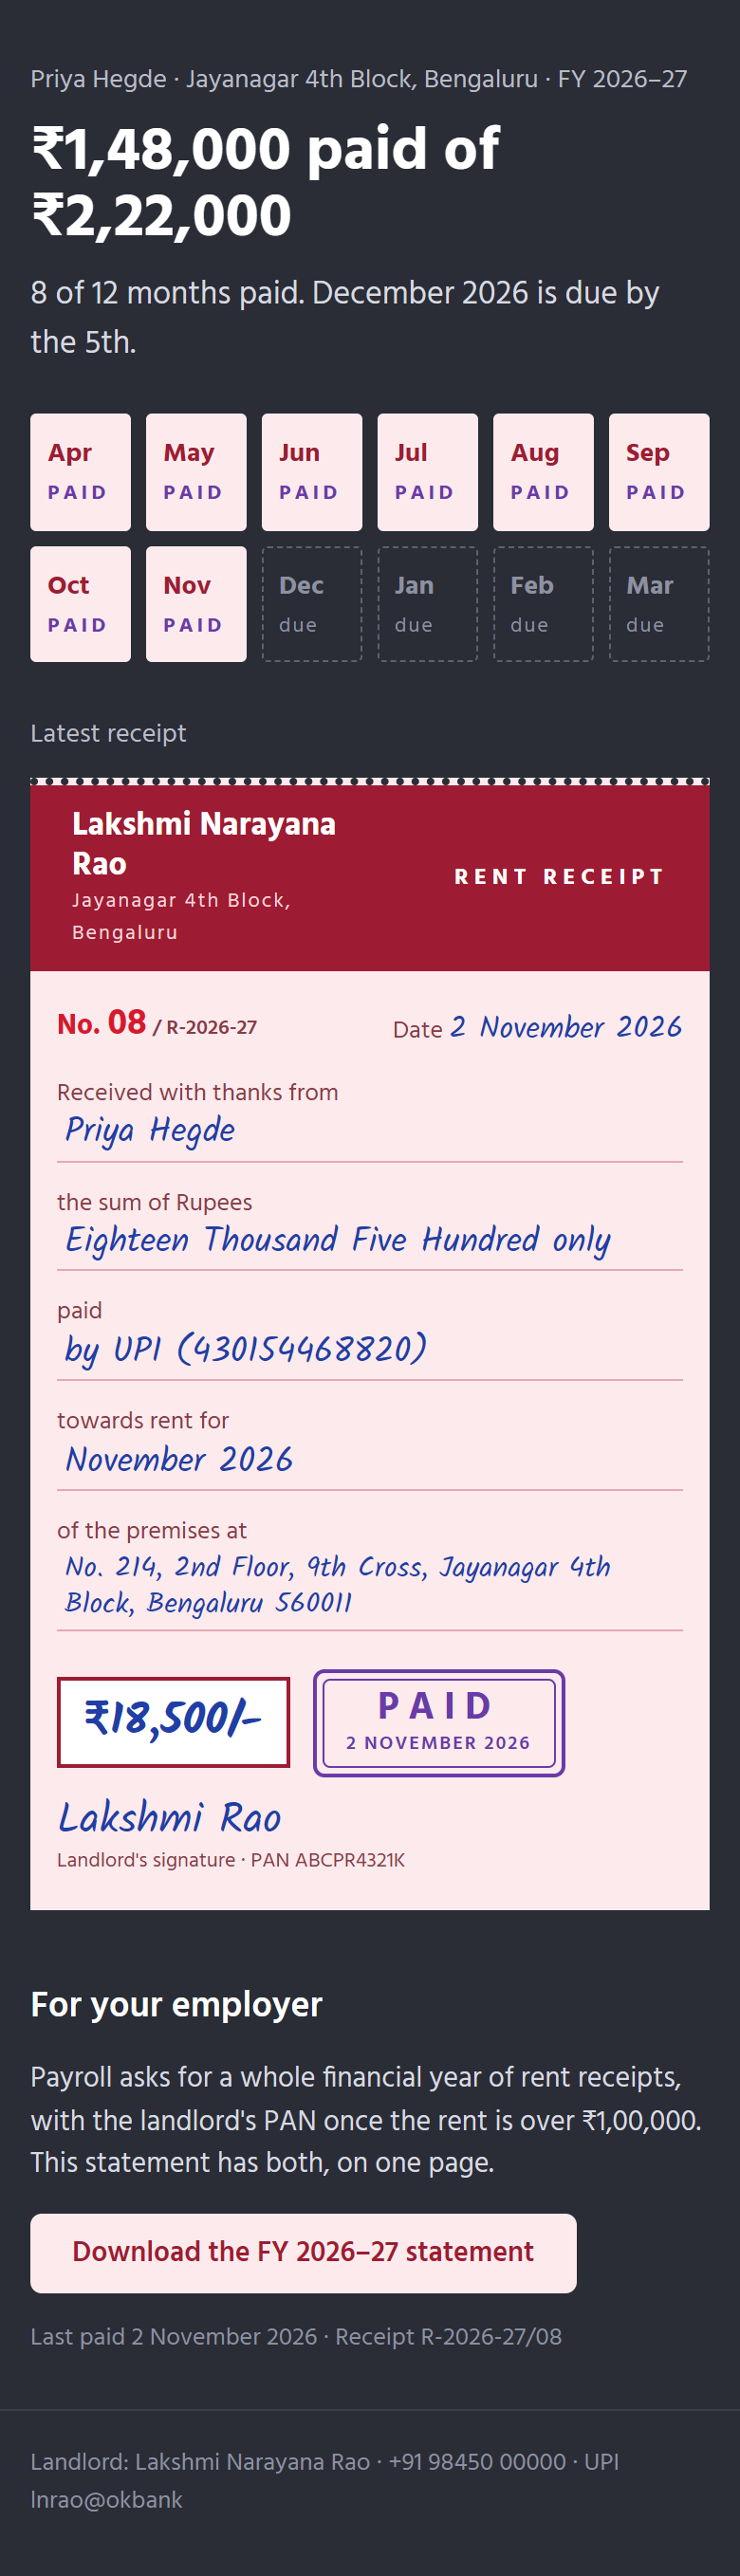 Priya Hegde · Jayanagar 4th Block, Bengaluru · FY 2026–27
₹1,48,000 paid of
₹2,22,000
8 of 12 months paid. December 2026 is due by
the 5th.
Apr May Jun Jul Aug Sep
PAID PAID PAID PAID PAID PAID
Oct Nov Dec Jan Feb Mar
PAID PAID due due due due
Latest receipt
Lakshmi Narayana
Rao
Jayanagar 4th Block,
Bengaluru
RENT RECEIPT
No. 08 / R-2026-27
Date 2 November 2026
Received with thanks from
Priya Hegde
the sum of Rupees
Eighteen Thousand Five Hundred only
paid
by UPI (430154468820)
towards rent for
November 2026
of the premises at
No. 214, 2nd Floor, 9th Cross, Jayanagar 4th
Block, Bengaluru 560011
₹18,500/-
PAID
2 NOVEMBER 2026
Lakshmi Rao
Landlord's signature · PAN ABCPR4321K
For your employer
Payroll asks for a whole financial year of rent receipts,
with the landlord's PAN once the rent is over ₹1,00,000.
This statement has both, on one page.
Download the FY 2026–27 statement
Last paid 2 November 2026 · Receipt R-2026-27/08
Landlord: Lakshmi Narayana Rao · +91 98450 00000 · UPI
lnrao@okbank